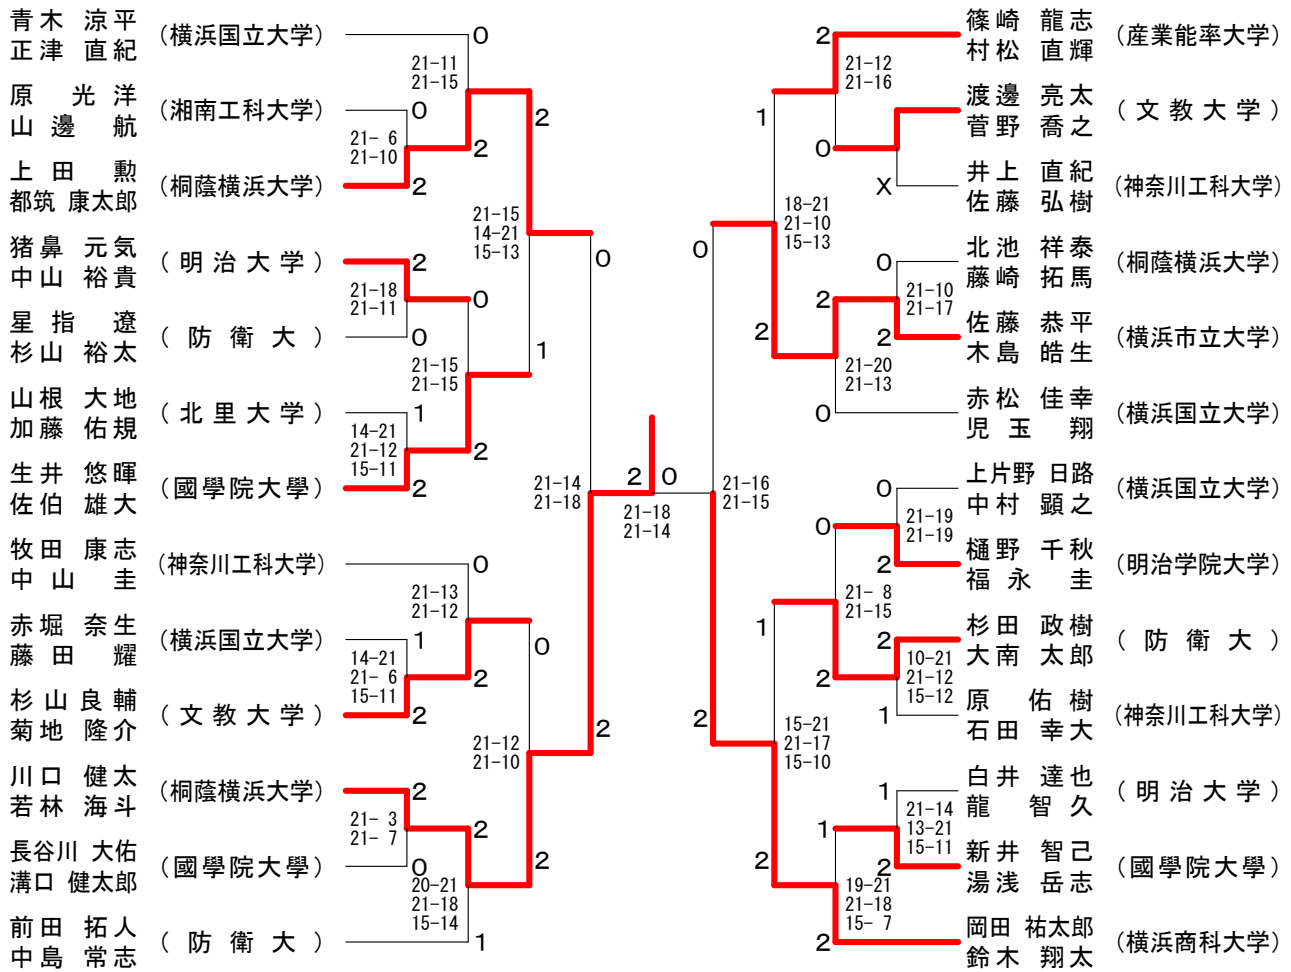 青木 涼平
正津 直紀
(横浜国立大学)
0
21-11
21-15
原 光洋
山邊 航
(湘南工科大学)
0
21- 6
21-10
2
2
上田 勲
都筑 康太郎
(桐蔭横浜大学)
2
21-15
14-21
15-13
0
猪鼻 元気
中山 裕貴
(明治大学)
2
21-18
21-11
0
星指 遼
杉山 裕太
(防衛大)
0
21-15
21-15
1
山根 大地
加藤 佑規
(北里大学)
1
14-21
21-12
15-11
2
生井 悠暉
佐伯 雄大
(國學院大學)
2
21-14
21-18
牧田 康志
中山 圭
(神奈川工科大学)
0
21-13
21-12
赤堀 奈生
藤田 耀
(横浜国立大学)
1
14-21
21- 6
15-11
0
2
杉山 良輔
菊地 隆介
(文教大学)
2
21-12
21-10
2
川口 健太
若林 海斗
(桐蔭横浜大学)
2
21- 3
21- 7
2
長谷川 大佑
溝口 健太郎
(國學院大學)
0
20-21
21-18
15-14
2
前田 拓人
中島 常志
(防衛大)
1
2
0
21-18
21-14
篠崎 龍志
村松 直輝
(産業能率大学)
2
21-12
21-16
渡邊 亮太
菅野 喬之
(文教大学)
1
0
井上 直紀
佐藤 弘樹
(神奈川工科大学)
X
18-21
21-10
15-13
0
北池 祥泰
藤崎 拓馬
(桐蔭横浜大学)
0
21-10
21-17
2
佐藤 恭平
木島 皓生
(横浜市立大学)
2
2
21-20
21-13
赤松 佳幸
児玉 翔
(横浜国立大学)
0
21-16
21-15
上片野 日路
中村 顕之
(横浜国立大学)
0
21-19
21-19
0
樋野 千秋
福永 圭
(明治学院大学)
2
21- 8
21-15
1
杉田 政樹
大南 太郎
(防衛大)
2
10-21
21-12
15-12
2
原 佑樹
石田 幸大
(神奈川工科大学)
1
15-21
21-17
15-10
2
白井 達也
龍 智久
(明治大学)
1
21-14
13-21
15-11
1
新井 智己
湯浅 岳志
(國學院大學)
2
2
19-21
21-18
15- 7
岡田 祐太郎
鈴木 翔太
(横浜商科大学)
2